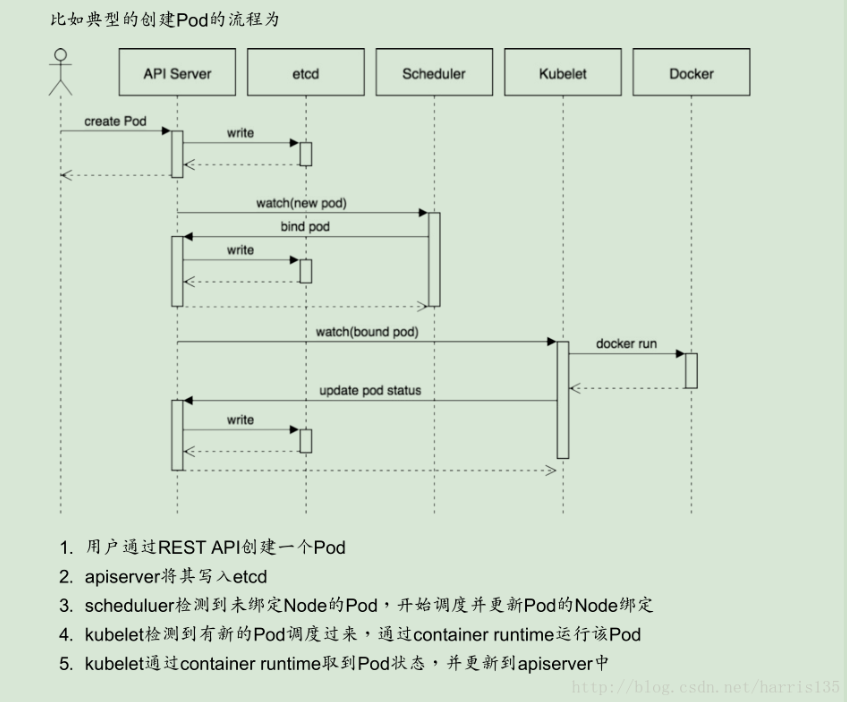 比如典型的创建Pod的流程为
API Server
etcd
Scheduler
Kubelet
Docker
create Pod
write
watch(new pod)
bind pod
write
watch(bound pod)
docker run
update pod status
write
1. 用户通过REST API创建一个Pod
2. apiserver将其写入etcd
3. scheduluer检测到未绑定Node的Pod，开始调度并更新Pod的Node绑定
4. kubelet检测到有新的Pod调度过来，通过container runtime运行该Pod
5. kubelet通过container runtime取到Pod状态，并更新到apiserver中
http://blog.csdn.net/harris135